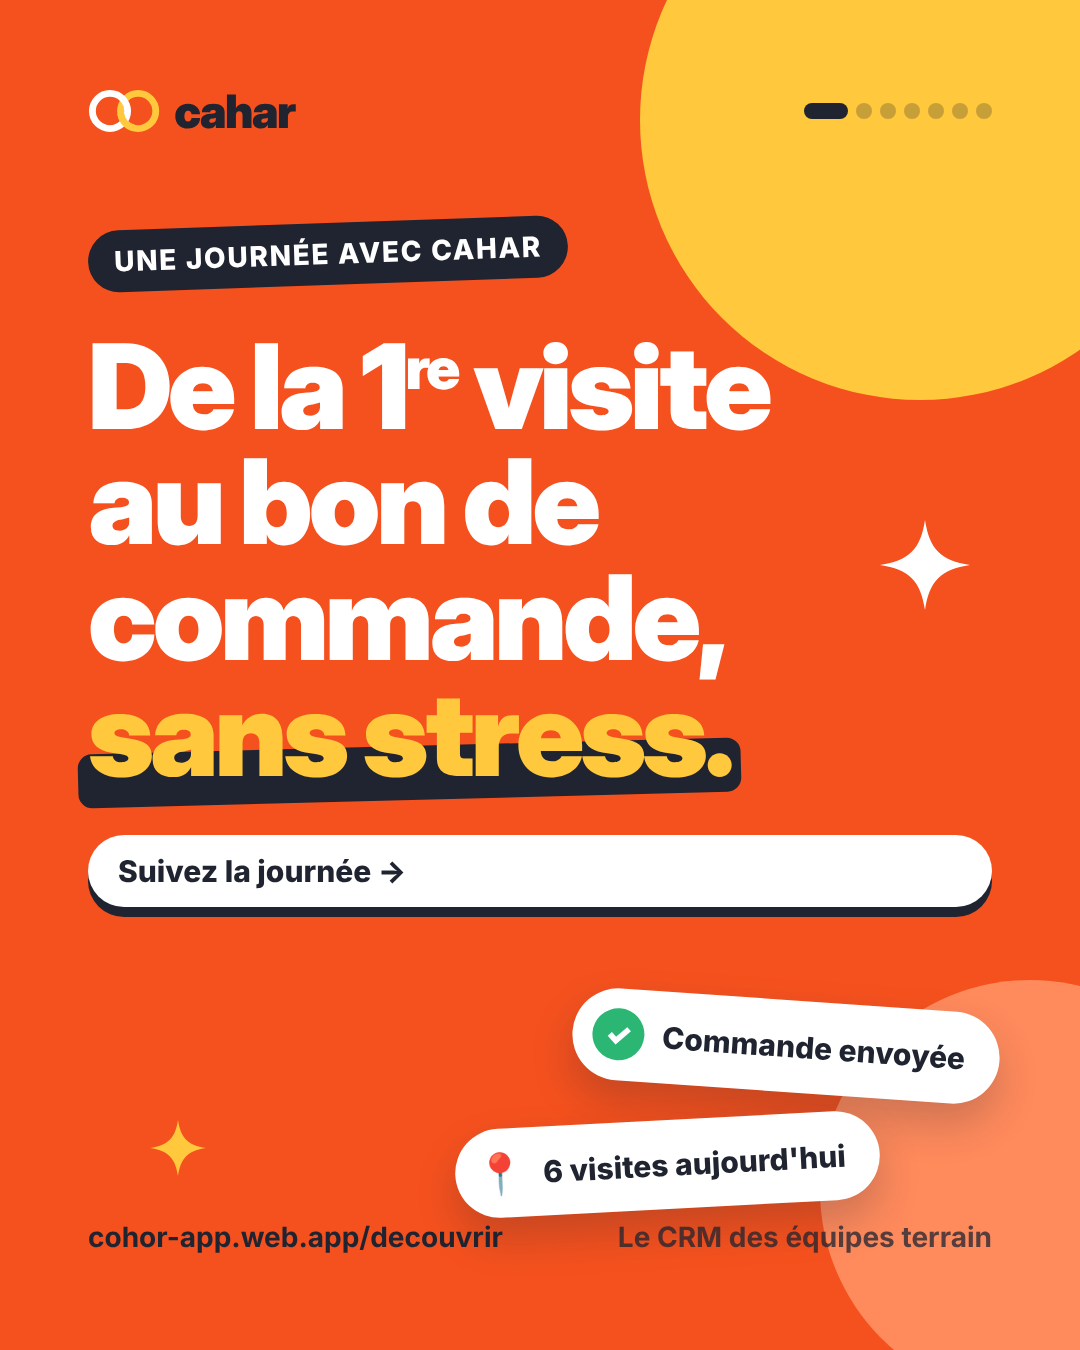 cahar
UNE JOURNÉE AVEC CAHAR
De la 1re visite
au bon de
commande,
sans stress.
Suivez la journée →
Commande envoyée
6 visites aujourd'hui
cohor-app.web.app/decouvrir
Le CRM des équipes terrain